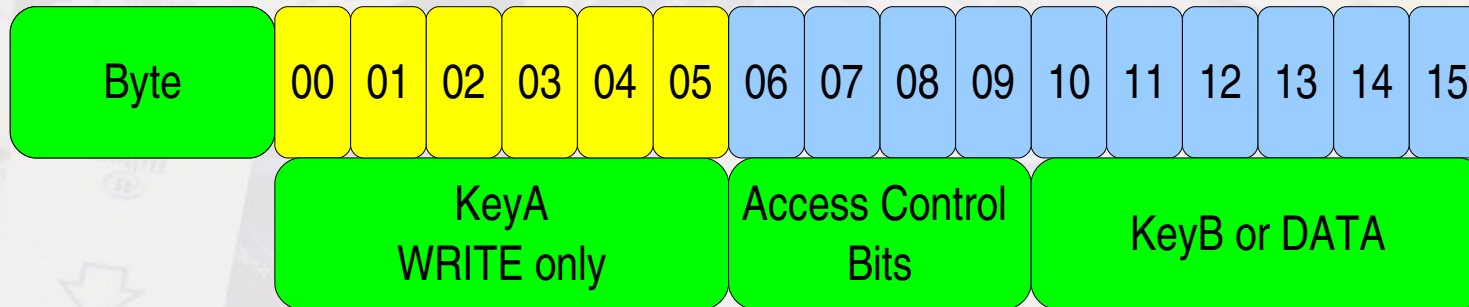 Byte 00 01 02 03 04 05 06 07 08 09 10 11 12 13 14 15
KeyA
WRITE only
Access Control
Bits
KeyB or DATA